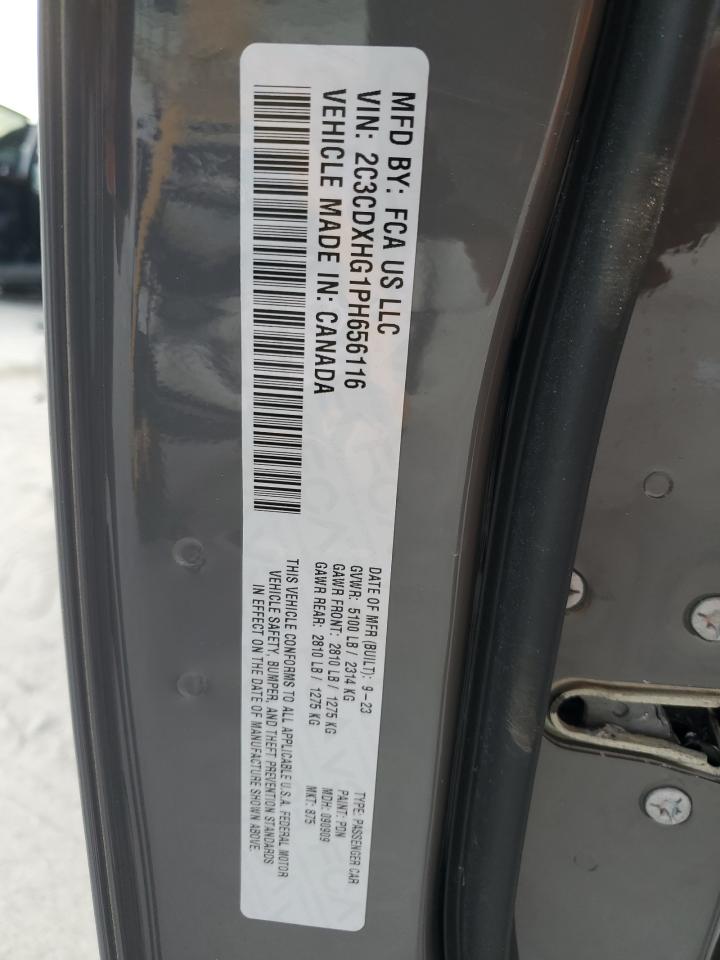 MFD BY: FCA US LLC
VIN: 2C3CDXHG1PH656116
VEHICLE MADE IN: CANADA
DATE OF MFR (BUILT): 9-23
GVWR: 5100 LB / 2314 KG
GAWR FRONT: 2810 LB / 1275 KG
GAWR REAR: 2810 LB / 1275 KG
TYPE: PASSENGER CAR
PAINT: PDN
MDH: 090909
MKT: 875
THIS VEHICLE CONFORMS TO ALL APPLICABLE U.S.A. FEDERAL MOTOR
VEHICLE SAFETY, BUMPER, AND THEFT PREVENTION STANDARDS
IN EFFECT ON THE DATE OF MANUFACTURE SHOWN ABOVE.